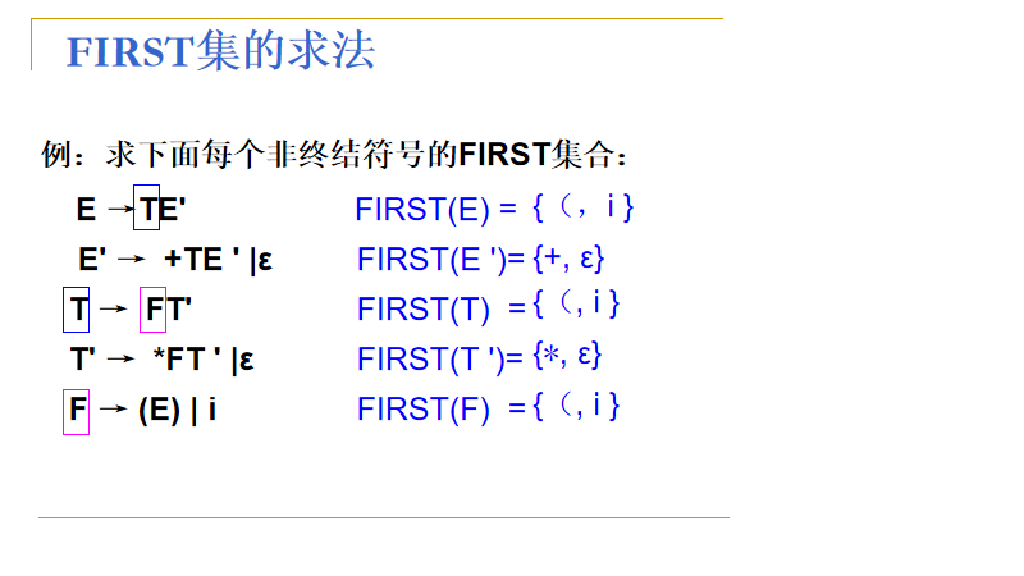 FIRST集的求法
例：求下面每个非终结符号的FIRST集合：
E →TE' FIRST(E) = {（，i}
E' → +TE ' |ε FIRST(E ')= {+, ε}
T → FT' FIRST(T) ={（, i}
T' → *FT ' |ε FIRST(T ')= {*, ε}
F → (E) | i FIRST(F) ={（, i}